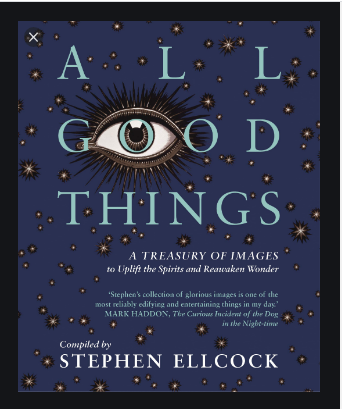 ALL
G OD
THINGS
A TREASURY OF IMAGES
to Uplift the Spirits and Reawaken Wonder
'Stephen's collection of glorious images is one of the
most reliably edifying and entertaining things in my day.'
MARK HADDON, The Curious Incident of the Dog
in the Night-time
Compiled by
STEPHEN ELLCOCK